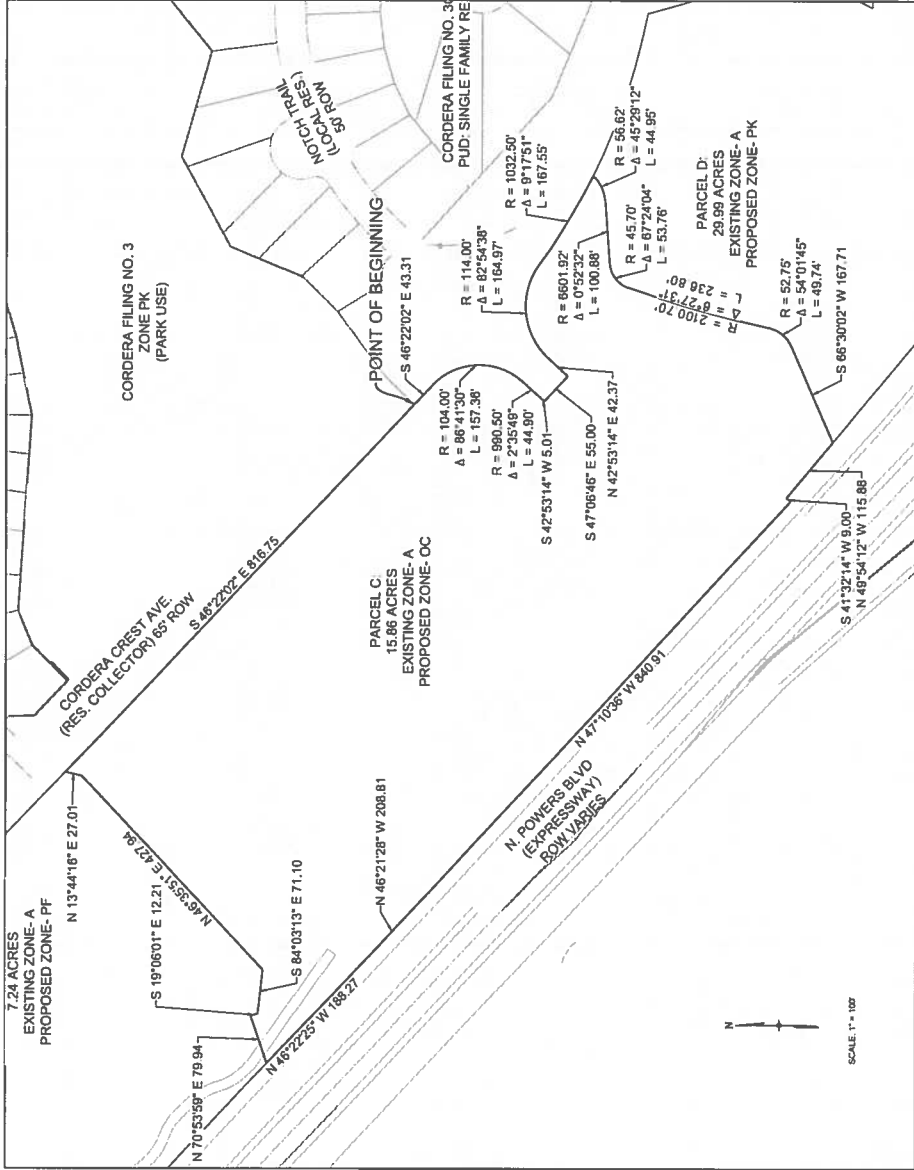 7.24 ACRES
EXISTING ZONE- A
PROPOSED ZONE- PF
CORDERA CREST AVE.
(RES. COLLECTOR) 65' ROW
S 46°22'02" E 816.75
CORDERA FILING NO. 3
ZONE PK
(PARK USE)
NOTCH TRAIL
(LOCAL RES.)
50' ROW
CORDERA FILING NO. 3
PUD: SINGLE FAMILY RE
POINT OF BEGINNING
S 46°22'02" E 43.31
N 13°44'16" E 27.01
N 46°35'51" E 427.94
S 19°06'01" E 12.21
S 84°03'13" E 71.10
N 70°53'59" E 79.94
N 46°22'25" W 188.27
N 46°21'28" W 208.81
PARCEL C:
15.86 ACRES
EXISTING ZONE- A
PROPOSED ZONE- OC
R = 104.00'
Δ = 86°41'30"
L = 157.36'
R = 990.50'
Δ = 2°35'49"
L = 44.90'
S 42°53'14" W 5.01
S 47°06'46" E 55.00
N 42°53'14" E 42.37
R = 114.00'
Δ = 82°54'38"
L = 164.97'
R = 1032.50'
Δ = 9°17'51"
L = 167.55'
R = 56.62'
Δ = 45°29'12"
L = 44.95'
R = 6601.92'
Δ = 0°52'32"
L = 100.88'
R = 45.70'
Δ = 67°24'04"
L = 53.76'
R = 2100.70'
Δ = 6°27'31"
L = 236.80'
PARCEL D:
29.99 ACRES
EXISTING ZONE- A
PROPOSED ZONE- PK
R = 52.75'
Δ = 54°01'45"
L = 49.74'
S 66°30'02" W 167.71
N 47°10'36" W 840.91
N. POWERS BLVD
(EXPRESSWAY)
ROW VARIES
S 41°32'14" W 9.00
N 49°54'12" W 115.88
N
SCALE: 1" = 100'